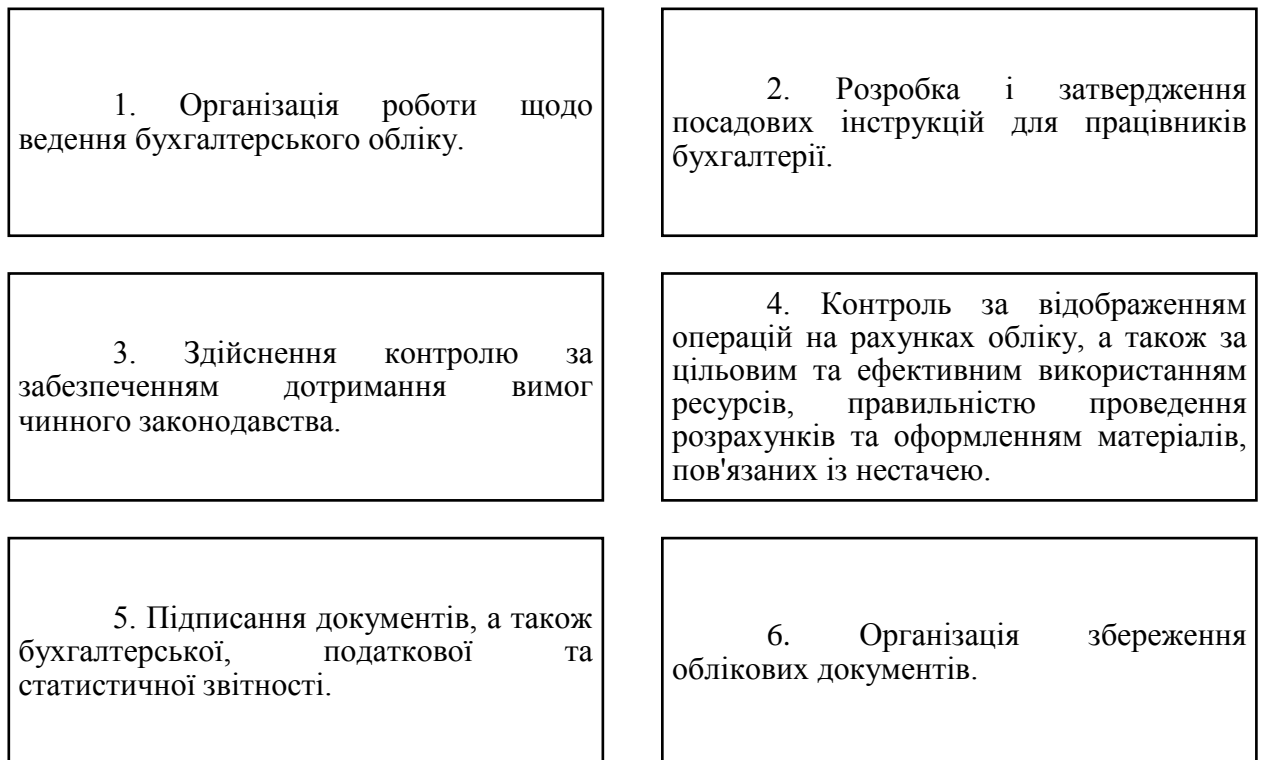 1. Організація роботи щодо
ведення бухгалтерського обліку.
2. Розробка і затвердження
посадових інструкцій для працівників
бухгалтерії.
3. Здійснення контролю за
забезпеченням дотримання вимог
чинного законодавства.
4. Контроль за відображенням
операцій на рахунках обліку, а також за
цільовим та ефективним використанням
ресурсів, правильністю проведення
розрахунків та оформленням матеріалів,
пов'язаних із нестачею.
5. Підписання документів, а також
бухгалтерської, податкової та
статистичної звітності.
6. Організація збереження
облікових документів.